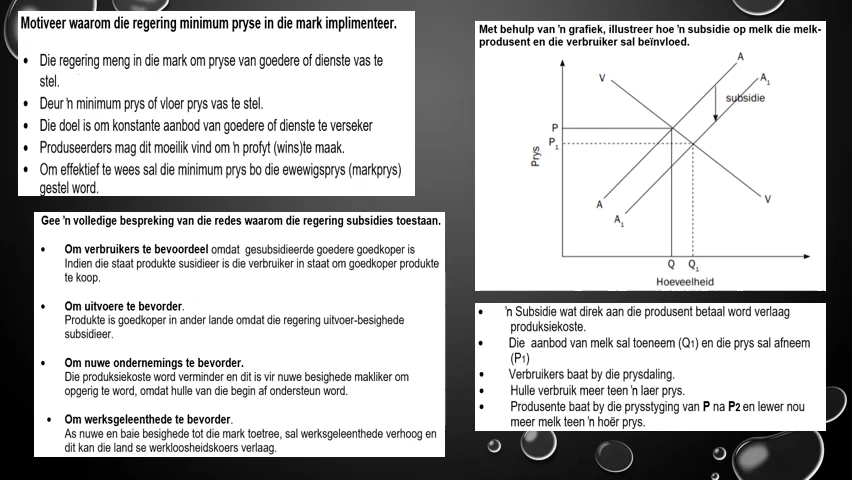 Motiveer waarom die regering minimum pryse in die mark implimenteer.
• Die regering meng in die mark om pryse van goedere of dienste vas te
stel.
• Deur 'n minimum prys of vloer prys vas te stel.
• Die doel is om konstante aanbod van goedere of dienste te verseker
• Produseerders mag dit moeilik vind om 'n profyt (wins)te maak.
• Om effektief te wees sal die minimum prys bo die ewewigsprys (markprys)
gestel word.
Gee 'n volledige bespreking van die redes waarom die regering subsidies toestaan.
• Om verbruikers te bevoordeel omdat gesubsidieerde goedere goedkoper is
Indien die staat produkte susidieer is die verbruiker in staat om goedkoper produkte
te koop.
• Om uitvoere te bevorder.
Produkte is goedkoper in ander lande omdat die regering uitvoer-besighede
subsidieer.
• Om nuwe ondernemings te bevorder.
Die produksiekoste word verminder en dit is vir nuwe besighede makliker om
opgerig te word, omdat hulle van die begin af ondersteun word.
• Om werksgeleenthede te bevorder.
As nuwe en baie besighede tot die mark toetree, sal werksgeleenthede verhoog en
dit kan die land se werkloosheidskoers verlaag.
Met behulp van 'n grafiek, illustreer hoe 'n subsidie op melk die melk-
produsent en die verbruiker sal beïnvloed.
A
V
A1
subsidie
P
P1
Prys
A
A1
V
Q Q1
Hoeveelheid
• 'n Subsidie wat direk aan die produsent betaal word verlaag
produksiekoste.
• Die aanbod van melk sal toeneem (Q1) en die prys sal afneem
(P1)
• Verbruikers baat by die prysdaling.
• Hulle verbruik meer teen 'n laer prys.
• Produsente baat by die prysstyging van P na P2 en lewer nou
meer melk teen 'n hoër prys.